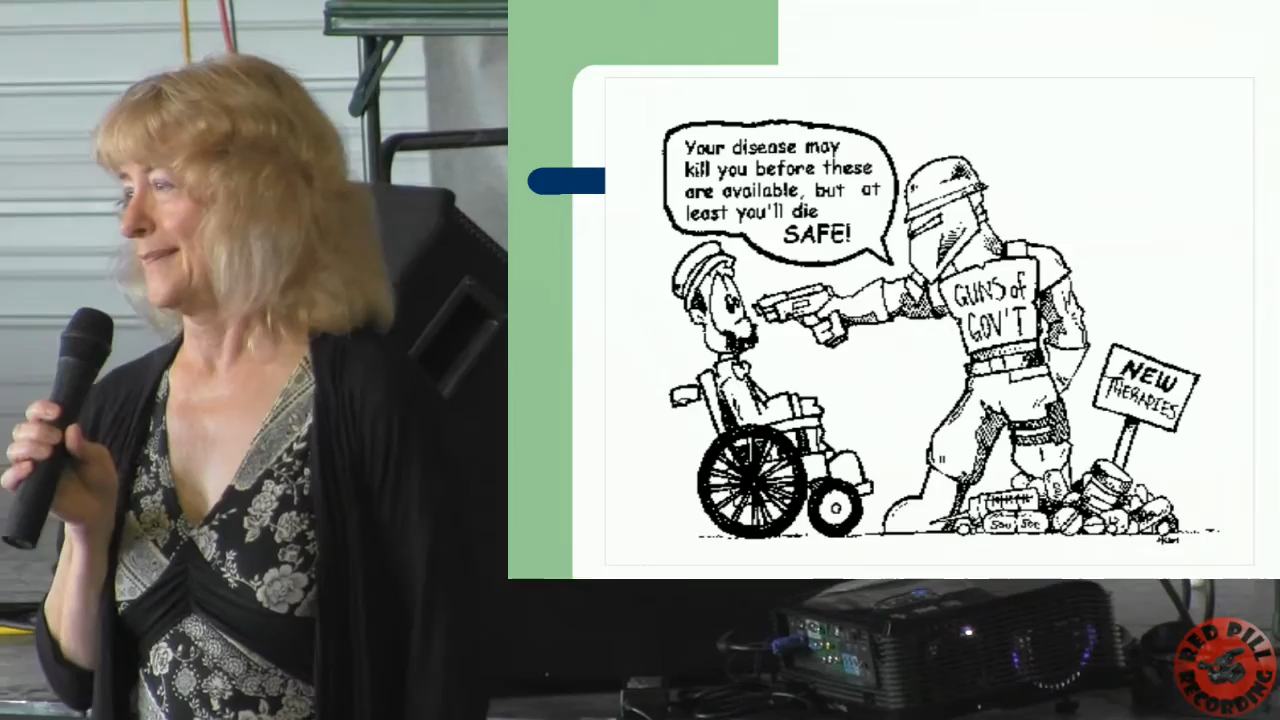 Your disease may
kill you before these
are available, but at
least you'll die
SAFE!
GUNS of
GOV'T
NEW
THERAPIES
RED PILL
RECORDING